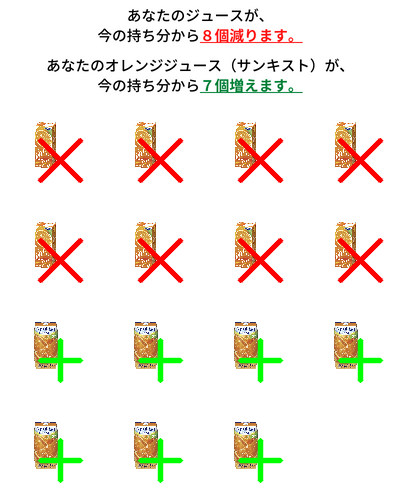 あなたのジュースが、
今の持ち分から８個減ります。
あなたのオレンジジュース（サンキスト）が、
今の持ち分から７個増えます。